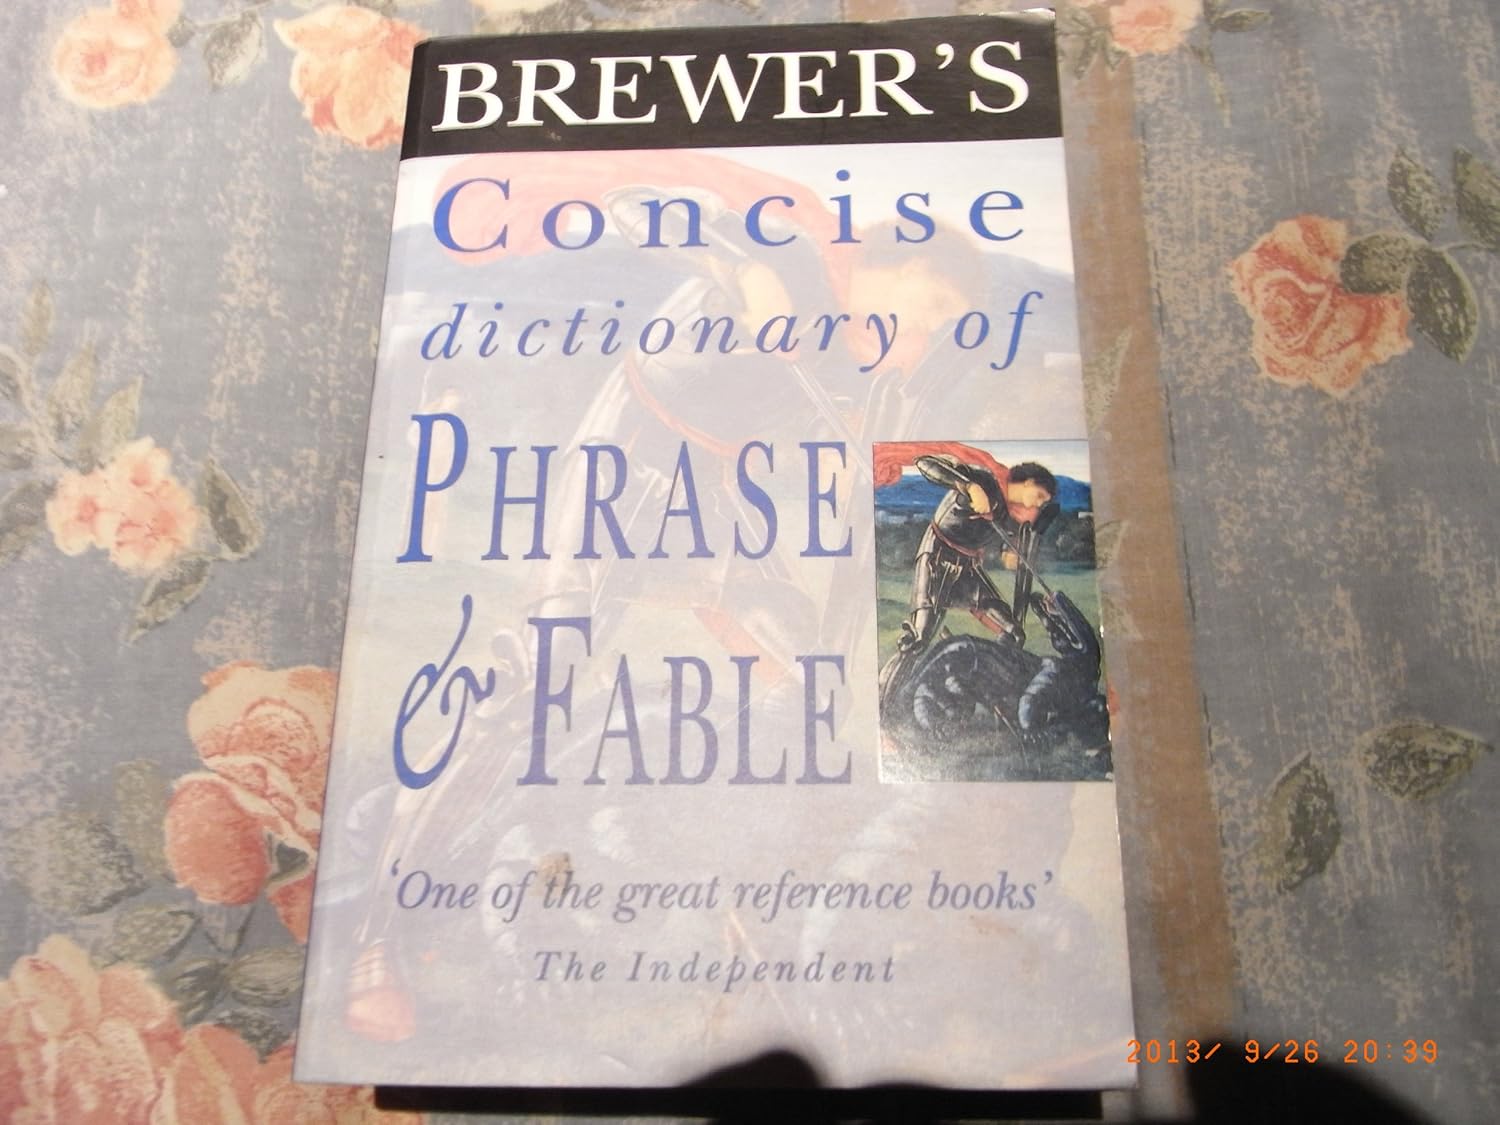 BREWER'S
Concise
dictionary of
PHRASE
& FABLE
'One of the great reference books'
The Independent
2013/ 9/26 20:39